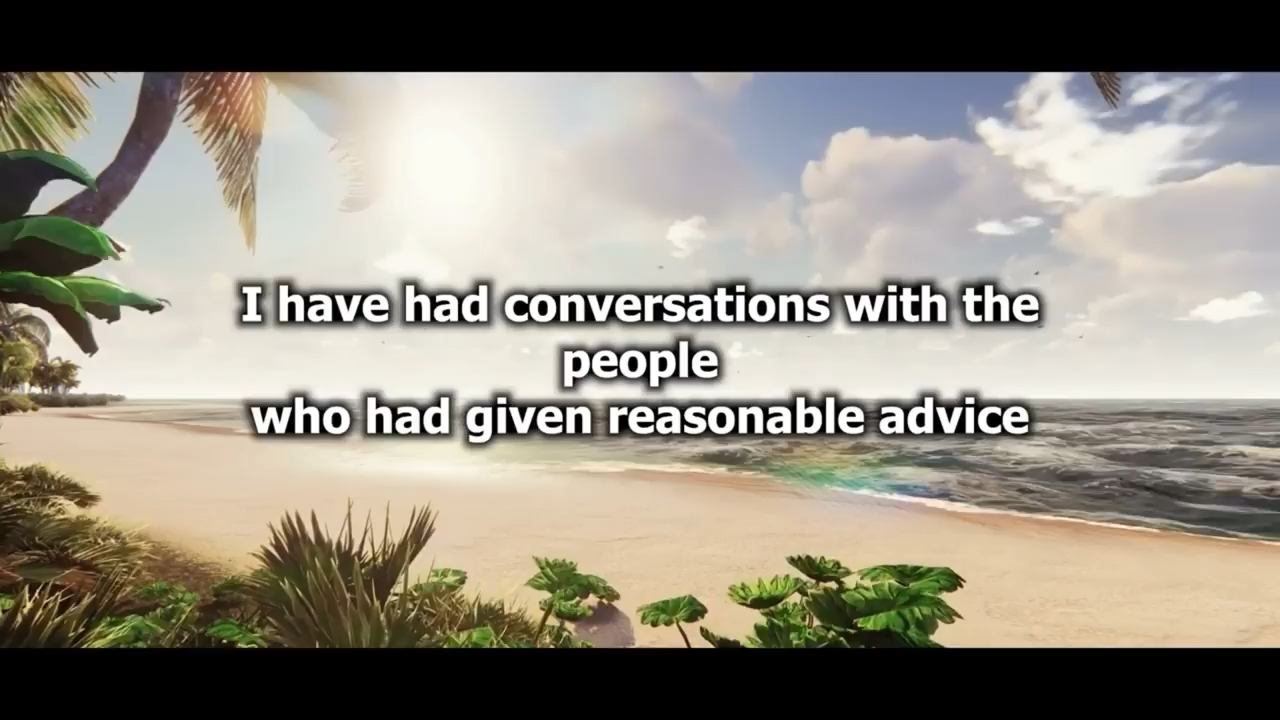 I have had conversations with the
people
who had given reasonable advice